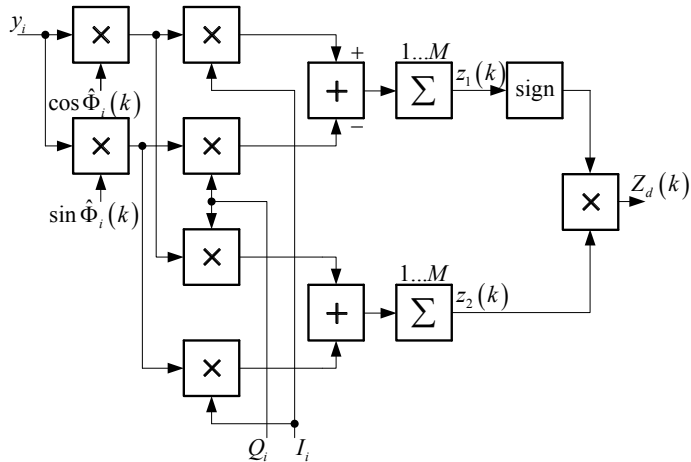 y_i
cos Φ̂_i(k)
sin Φ̂_i(k)
×
×
×
×
×
×
+
+
−
1...M
∑
z_1(k)
sign
×
Z_d(k)
+
1...M
∑
z_2(k)
Q_i
I_i